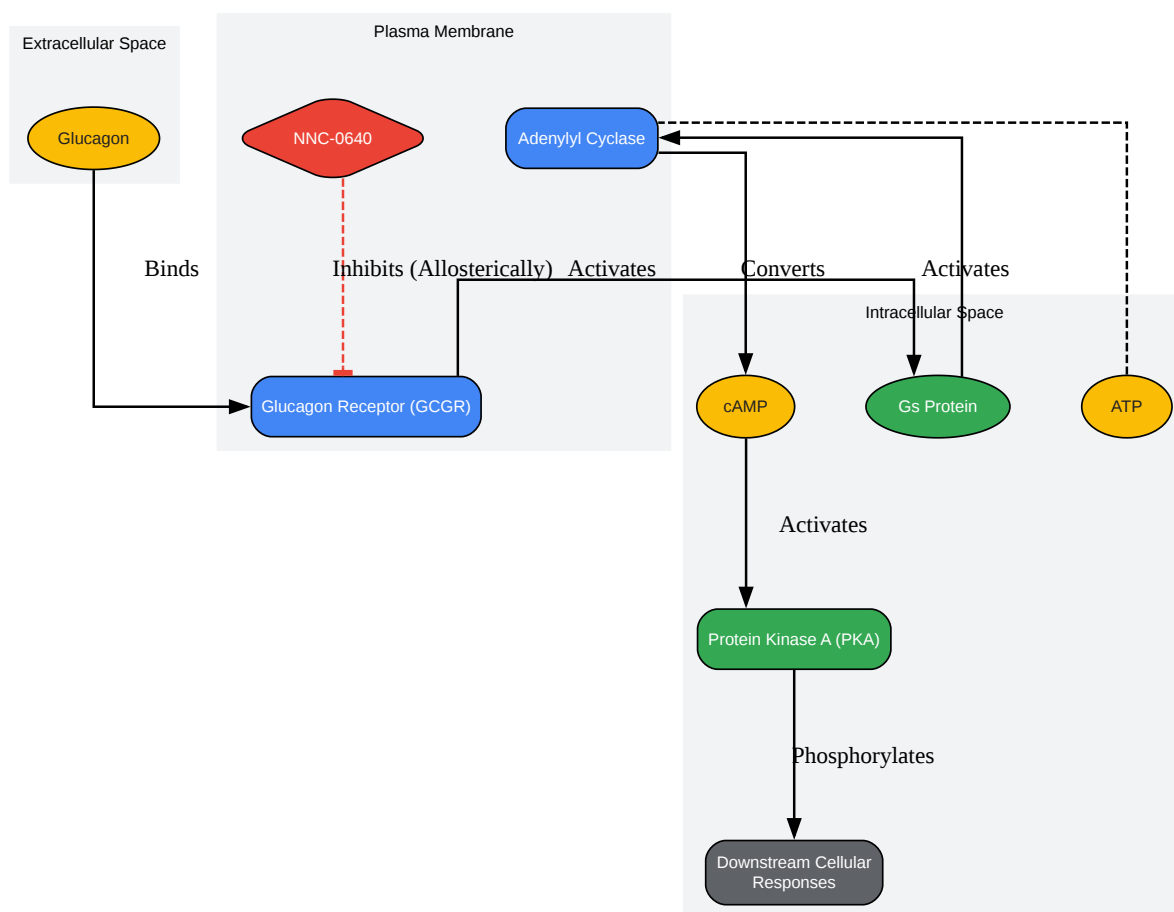 Plasma Membrane
Extracellular Space
Glucagon
NNC-0640
Adenylyl Cyclase
Binds
Inhibits (Allosterically)
Activates
Converts
Activates
Intracellular Space
Glucagon Receptor (GCGR)
cAMP
Gs Protein
ATP
Activates
Protein Kinase A (PKA)
Phosphorylates
Downstream Cellular
Responses